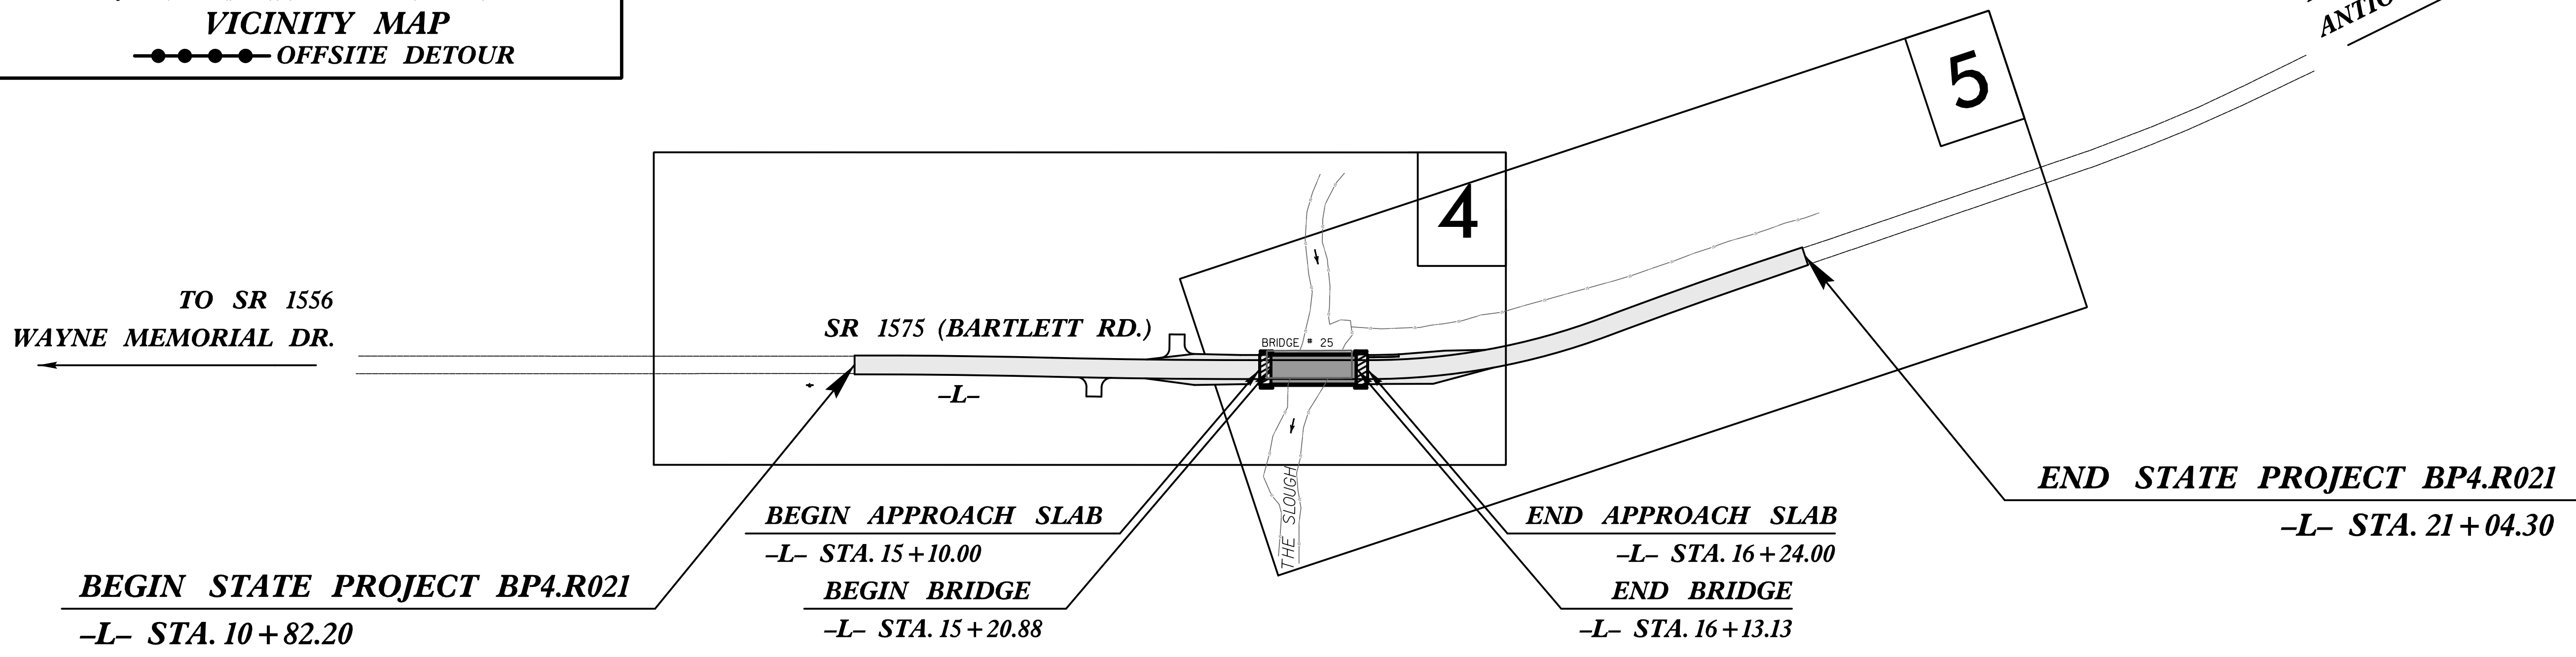 VICINITY MAP
OFFSITE DETOUR
5
4
TO SR 1556
WAYNE MEMORIAL DR.
SR 1575 (BARTLETT RD.)
BRIDGE # 25
–L–
THE SLOUGH
BEGIN APPROACH SLAB
–L– STA. 15+10.00
BEGIN BRIDGE
–L– STA. 15+20.88
END APPROACH SLAB
–L– STA. 16+24.00
END BRIDGE
–L– STA. 16+13.13
BEGIN STATE PROJECT BP4.R021
–L– STA. 10+82.20
END STATE PROJECT BP4.R021
–L– STA. 21+04.30